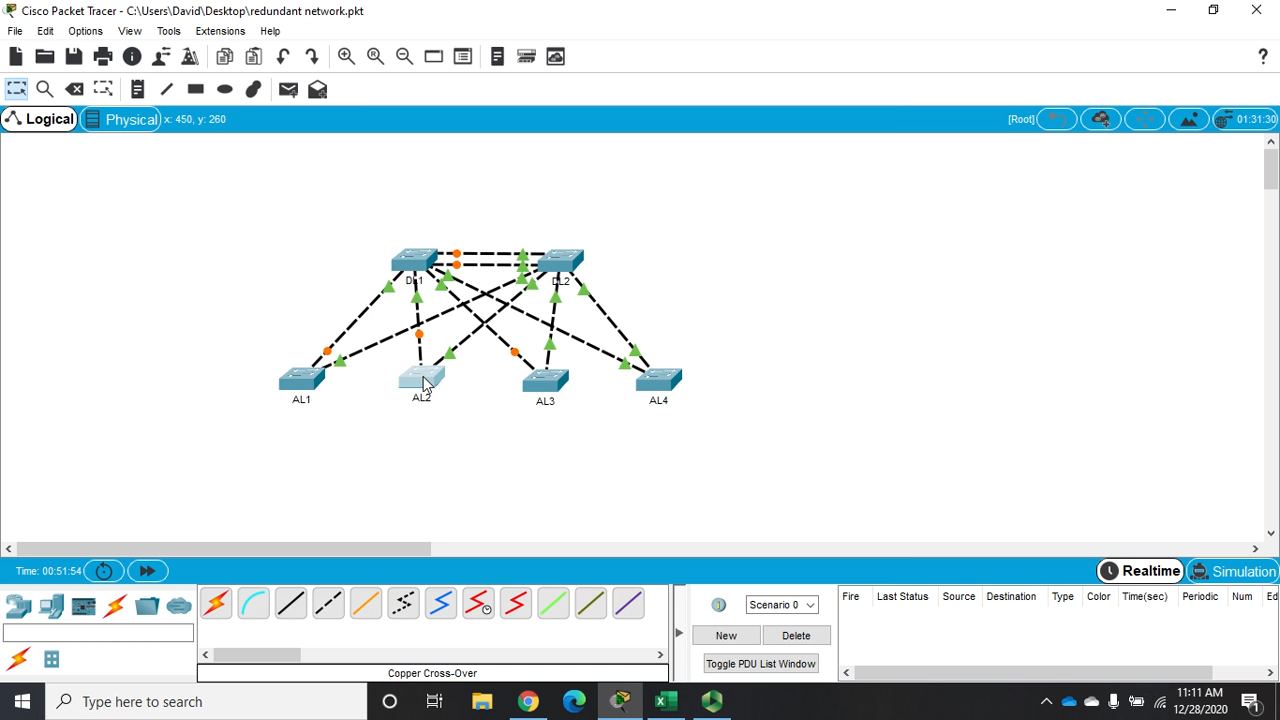 Cisco Packet Tracer - C:\Users\David\Desktop\redundant network.pkt
File Edit Options View Tools Extensions Help
?
Logical Physical x: 450, y: 260 [Root] 01:31:30
DL1 DL2
AL1 AL2 AL3 AL4
Time: 00:51:54 Realtime Simulation
Scenario 0 Fire Last Status Source Destination Type Color Time(sec) Periodic Num Ed
New Delete
Toggle PDU List Window
Copper Cross-Over
Type here to search
11:11 AM
12/28/2020
1